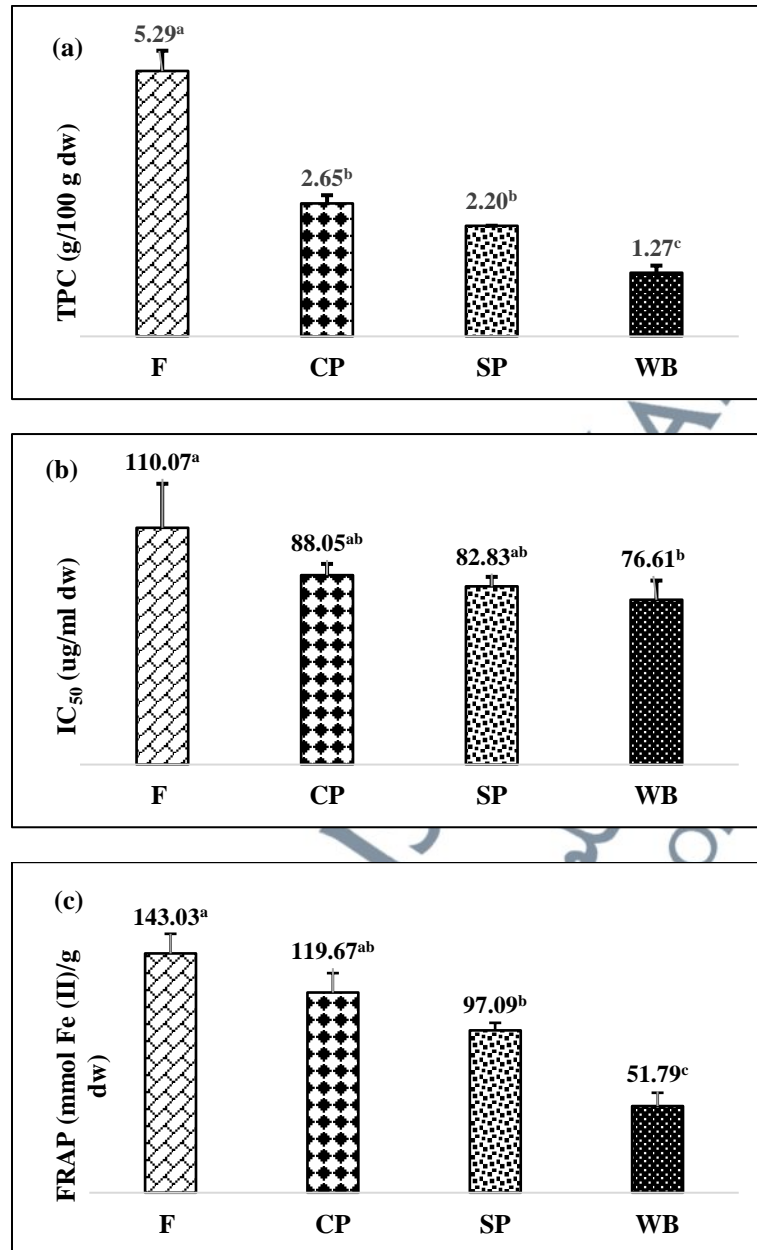 (a)
5.29ᵃ
2.65ᵇ
2.20ᵇ
1.27ᶜ
TPC (g/100 g dw)
F CP SP WB
(b)
110.07ᵃ
88.05ᵃᵇ
82.83ᵃᵇ
76.61ᵇ
IC₅₀ (ug/ml dw)
F CP SP WB
(c)
143.03ᵃ
119.67ᵃᵇ
97.09ᵇ
51.79ᶜ
FRAP (mmol Fe (II)/g
dw)
F CP SP WB